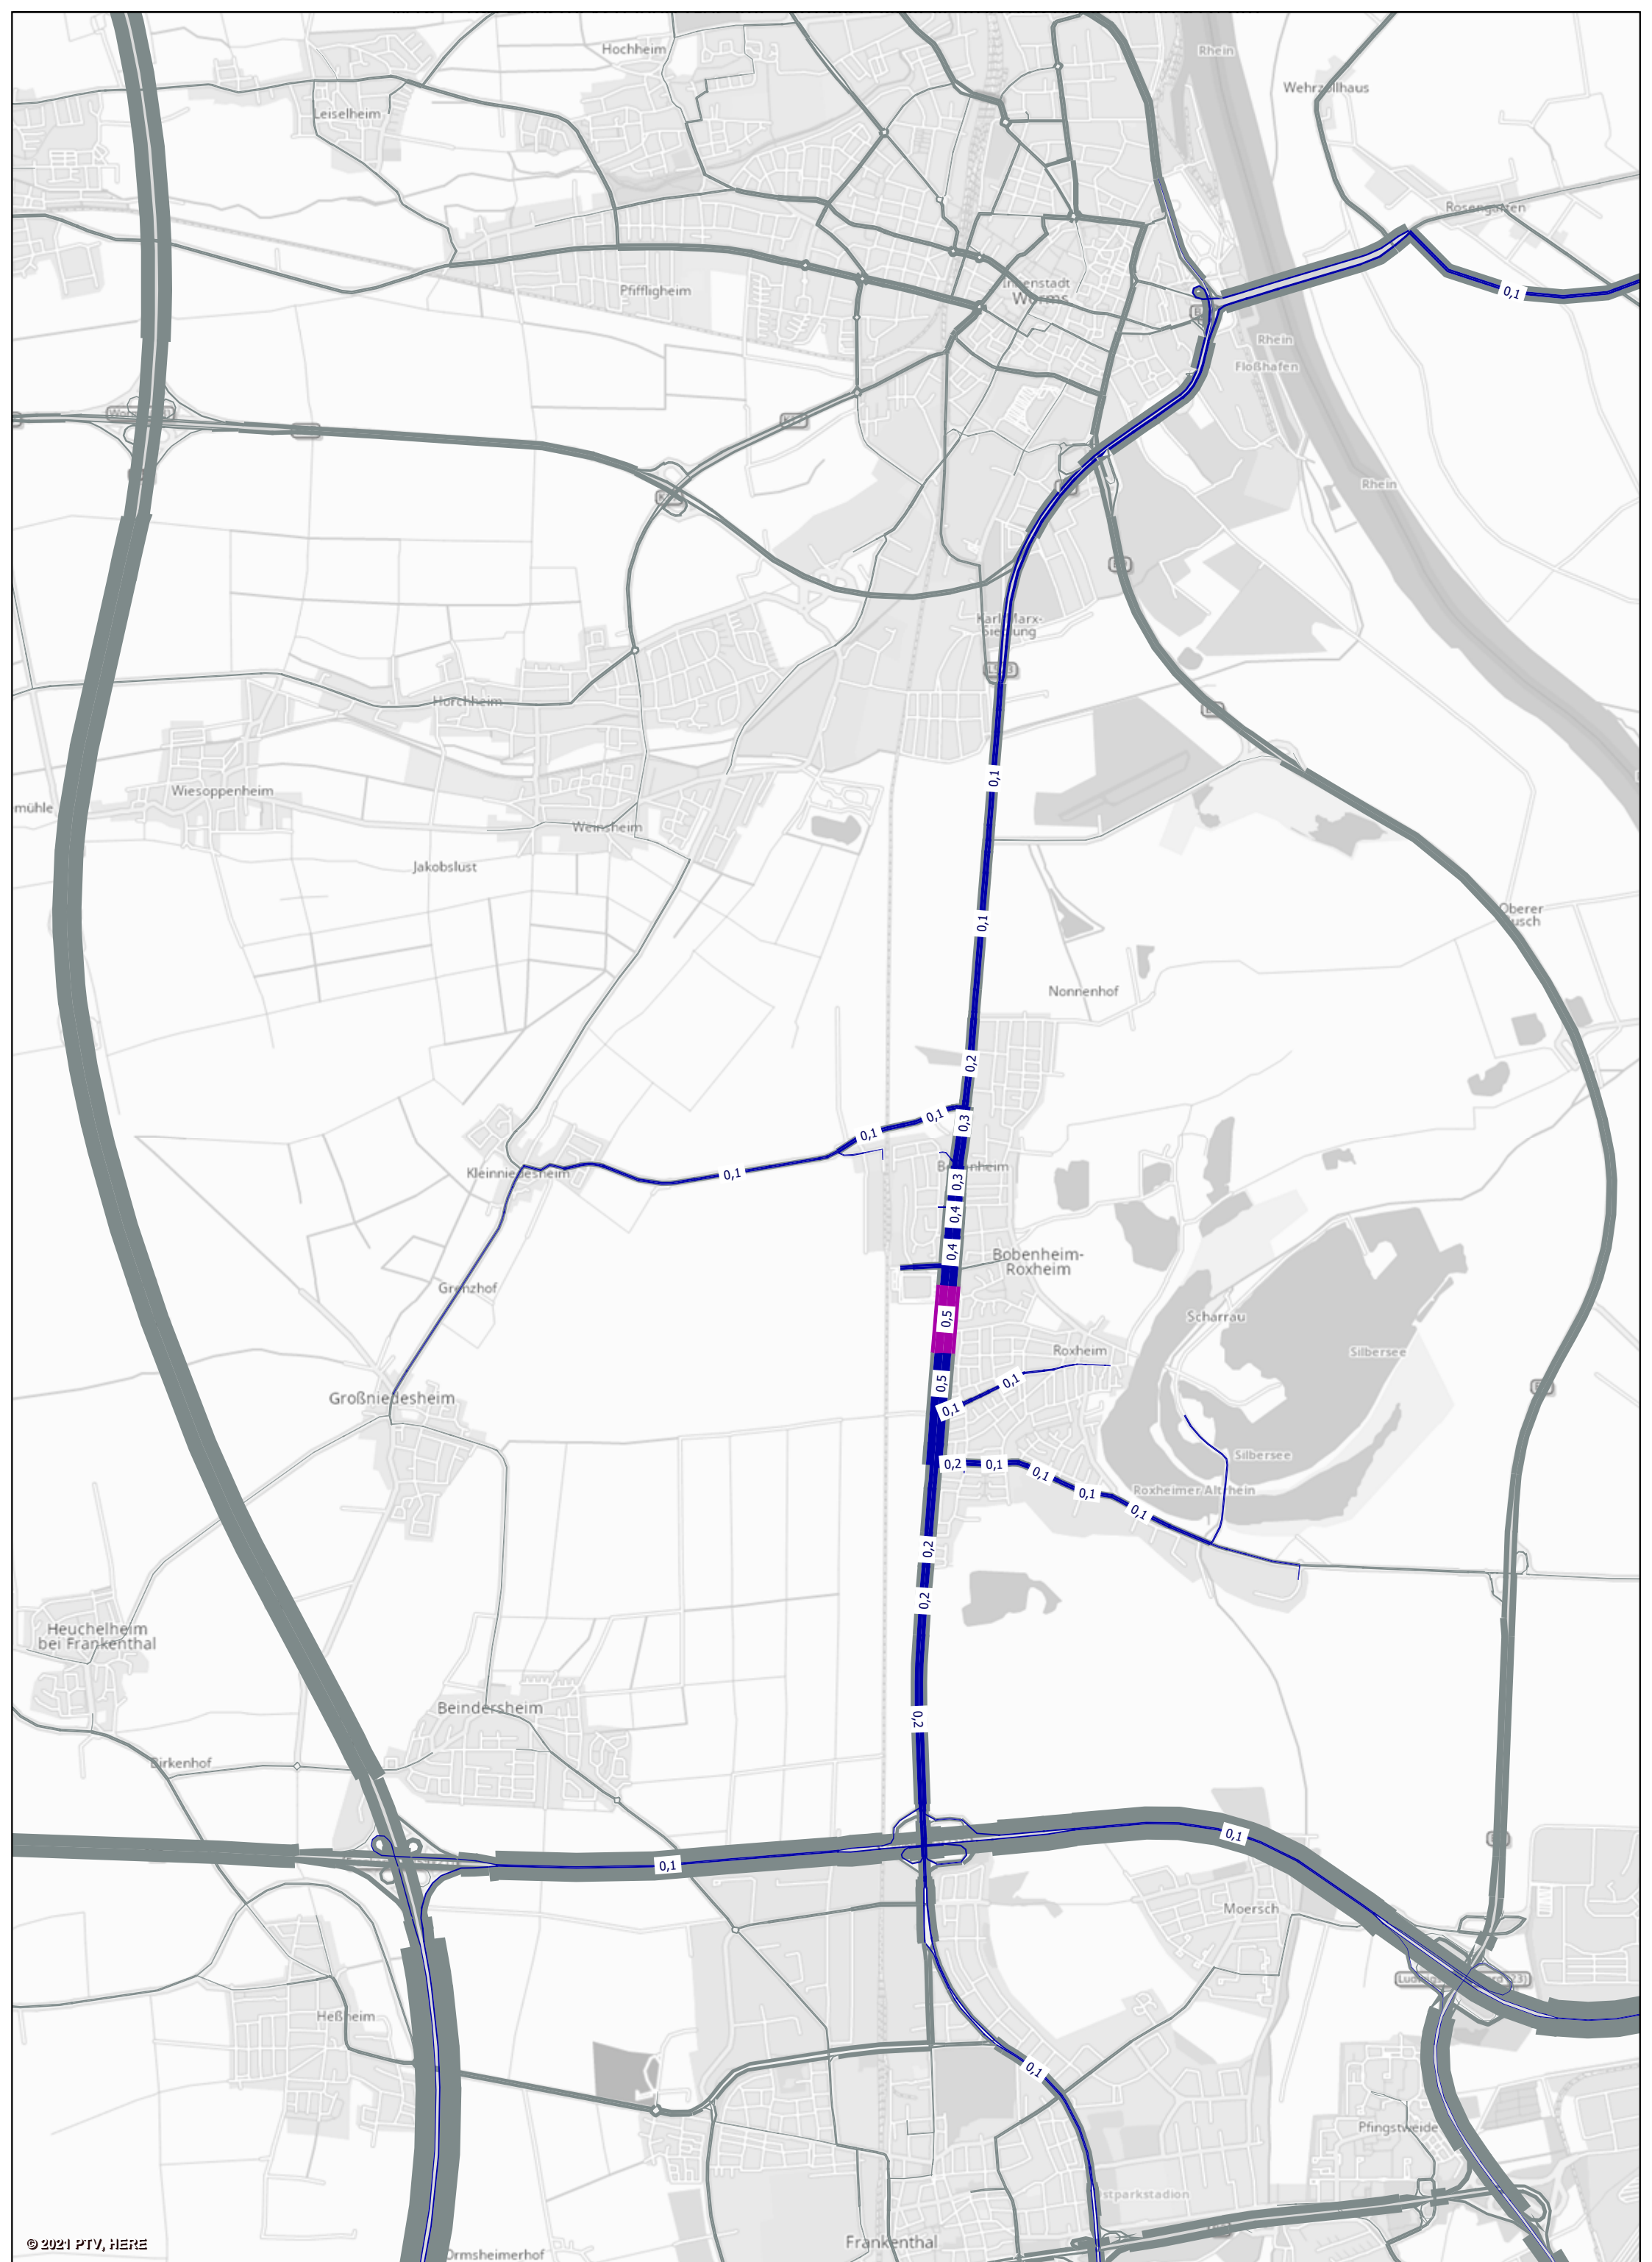 Rhein
Hochheim
Wehrzollhaus
Leiselheim
Rosengarten
Innenstadt
Worms
Pfiffligheim
0,1
Rhein
Floßhafen
Rhein
Karl-Marx-
Siedlung
Horchheim
0,1
Wiesoppenheim
emühle
Weinsheim
Jakobslust
0,1
Oberer
Busch
Nonnenhof
0,2
0,1
0,3
0,1
Bobenheim
Kleinniedesheim
0,1
0,3
0,4
0,4
Bobenheim-
Roxheim
Grenzhof
0,5
Scharrau
Roxheim
Silbersee
0,5
0,1
Großniedesheim
0,1
Silbersee
0,2
0,1
0,1
Roxheimer Altrhein
0,1
0,1
0,2
0,2
Heuchelheim
bei Frankenthal
Beindersheim
0,2
Birkenhof
0,1
0,1
Moersch
Heßheim
0,1
Pfingstweide
stparkstadion
Frankenthal
© 2021 PTV, HERE
Ormsheimerhof